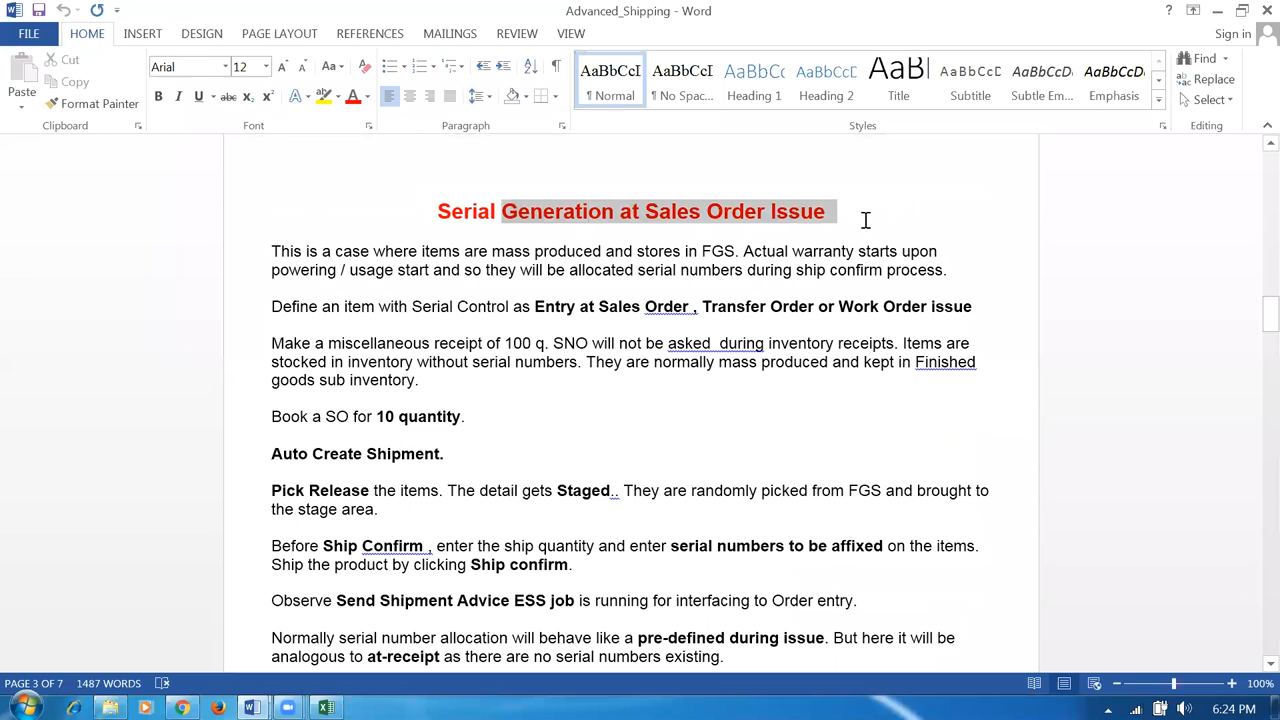 Advanced_Shipping - Word
Sign in
FILE HOME INSERT DESIGN PAGE LAYOUT REFERENCES MAILINGS REVIEW VIEW
Paste
Cut
Copy
Format Painter
Arial 12
AaBbCcI AaBbCcI AaBbCc AaBbCcI AaBl AaBbCcD AaBbCcD AaBbCcD
¶ Normal ¶ No Spac... Heading 1 Heading 2 Title Subtitle Subtle Em... Emphasis
Find
Replace
Select
Clipboard Font Paragraph Styles Editing
Serial Generation at Sales Order Issue
This is a case where items are mass produced and stores in FGS. Actual warranty starts upon
powering / usage start and so they will be allocated serial numbers during ship confirm process.
Define an item with Serial Control as Entry at Sales Order , Transfer Order or Work Order issue
Make a miscellaneous receipt of 100 q. SNO will not be asked  during inventory receipts. Items are
stocked in inventory without serial numbers. They are normally mass produced and kept in Finished
goods sub inventory.
Book a SO for 10 quantity.
Auto Create Shipment.
Pick Release the items. The detail gets Staged.. They are randomly picked from FGS and brought to
the stage area.
Before Ship Confirm , enter the ship quantity and enter serial numbers to be affixed on the items.
Ship the product by clicking Ship confirm.
Observe Send Shipment Advice ESS job is running for interfacing to Order entry.
Normally serial number allocation will behave like a pre-defined during issue. But here it will be
analogous to at-receipt as there are no serial numbers existing.
PAGE 3 OF 7 1487 WORDS 100%
6:24 PM